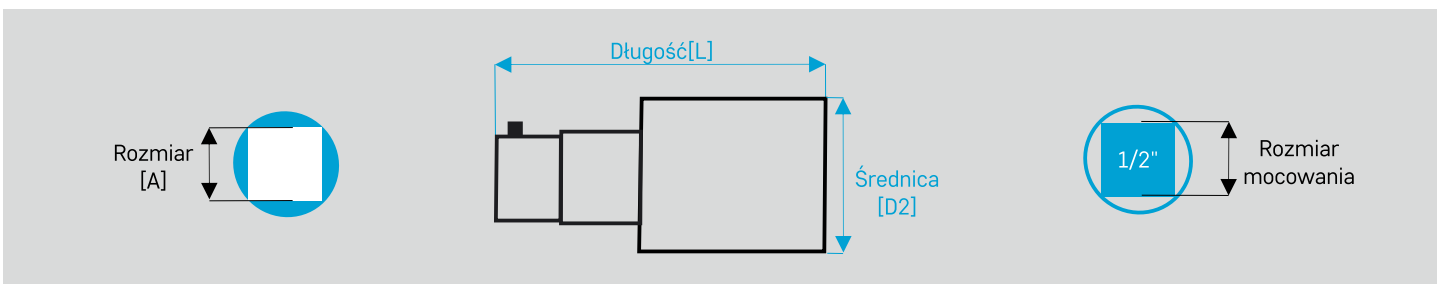 Długość[L]
Rozmiar
[A]
Średnica
[D2]
1/2"
Rozmiar
mocowania